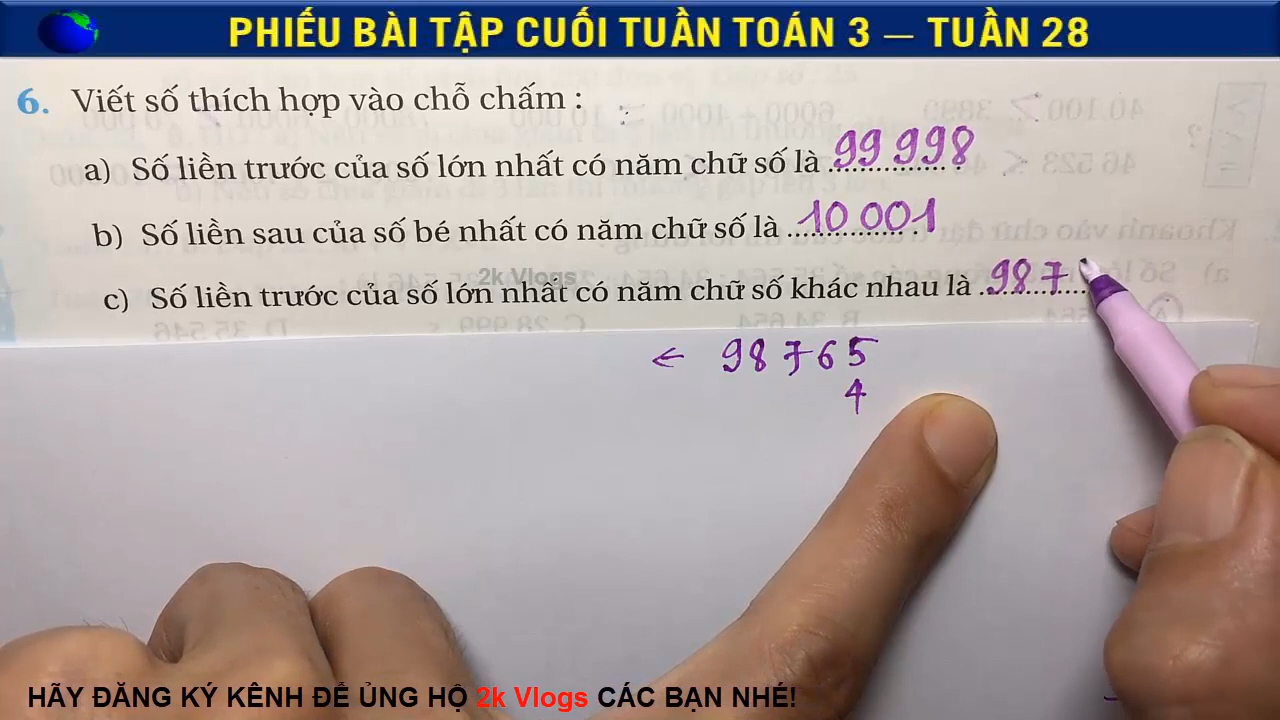 PHIẾU BÀI TẬP CUỐI TUẦN TOÁN 3 — TUẦN 28
6. Viết số thích hợp vào chỗ chấm :
a) Số liền trước của số lớn nhất có năm chữ số là 99 998
b) Số liền sau của số bé nhất có năm chữ số là 10 001
2k Vlogs
c) Số liền trước của số lớn nhất có năm chữ số khác nhau là 987
← 98765
4
HÃY ĐĂNG KÝ KÊNH ĐỂ ỦNG HỘ 2k Vlogs CÁC BẠN NHÉ!